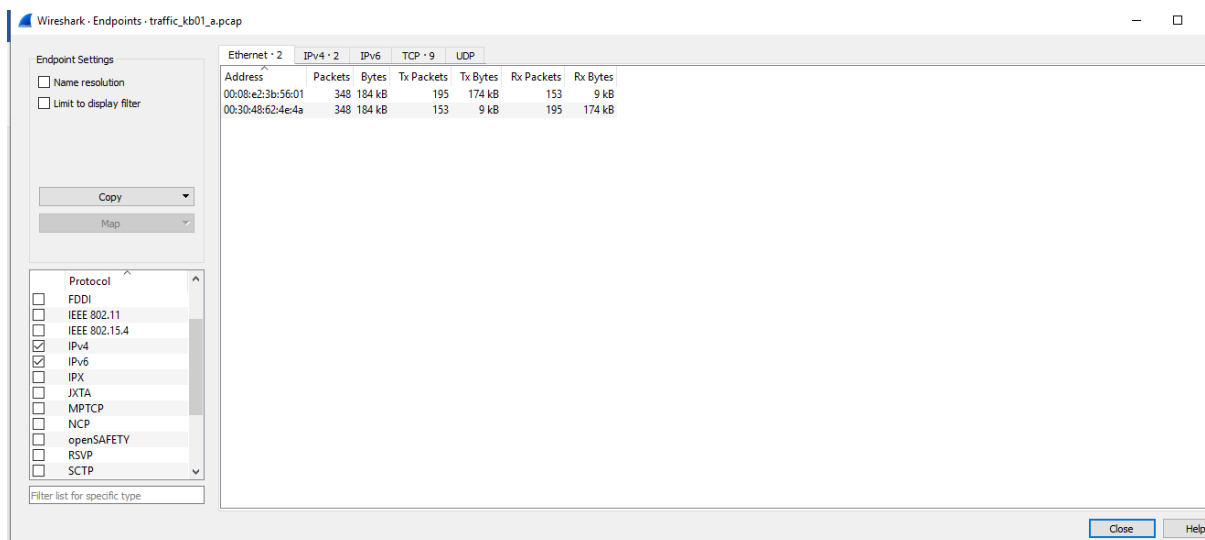 Wireshark · Endpoints · traffic_kb01_a.pcap
Endpoint Settings
Name resolution
Limit to display filter
Copy
Map
Protocol
FDDI
IEEE 802.11
IEEE 802.15.4
IPv4
IPv6
IPX
JXTA
MPTCP
NCP
openSAFETY
RSVP
SCTP
Filter list for specific type
Ethernet · 2 IPv4 · 2 IPv6 TCP · 9 UDP
Address Packets Bytes Tx Packets Tx Bytes Rx Packets Rx Bytes
00:08:e2:3b:56:01 348 184 kB 195 174 kB 153 9 kB
00:30:48:62:4e:4a 348 184 kB 153 9 kB 195 174 kB
Close Help